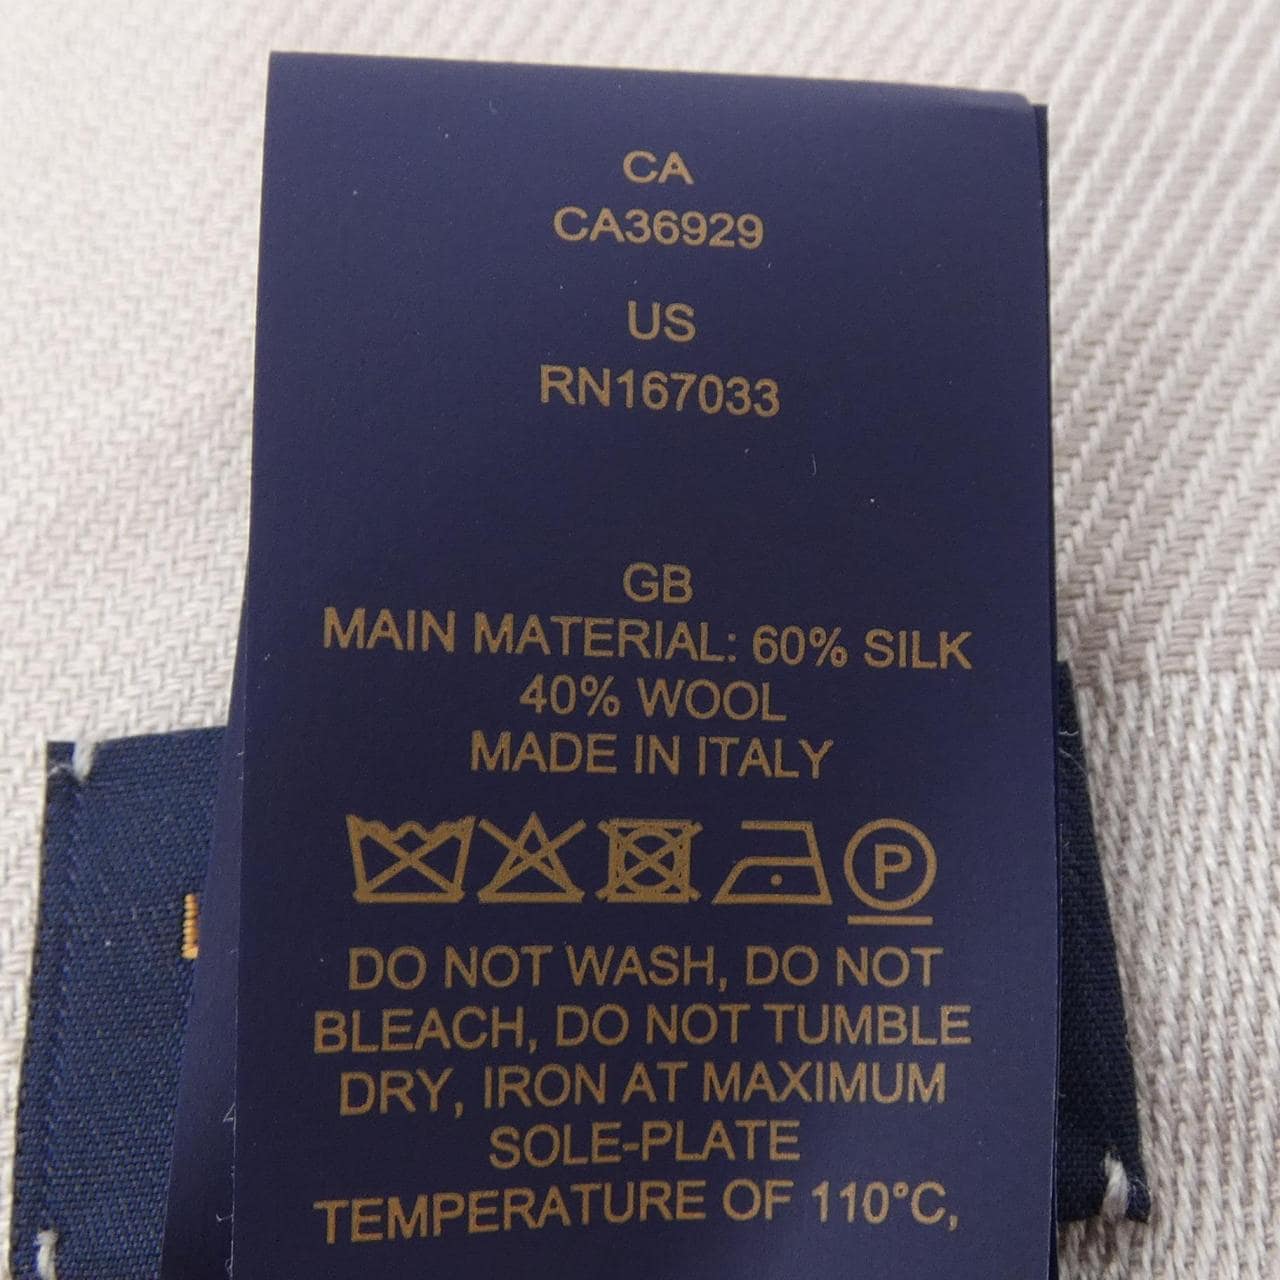 CA
CA36929
US
RN167033
GB
MAIN MATERIAL: 60% SILK
40% WOOL
MADE IN ITALY
P
DO NOT WASH, DO NOT
BLEACH, DO NOT TUMBLE
DRY, IRON AT MAXIMUM
SOLE-PLATE
TEMPERATURE OF 110°C,